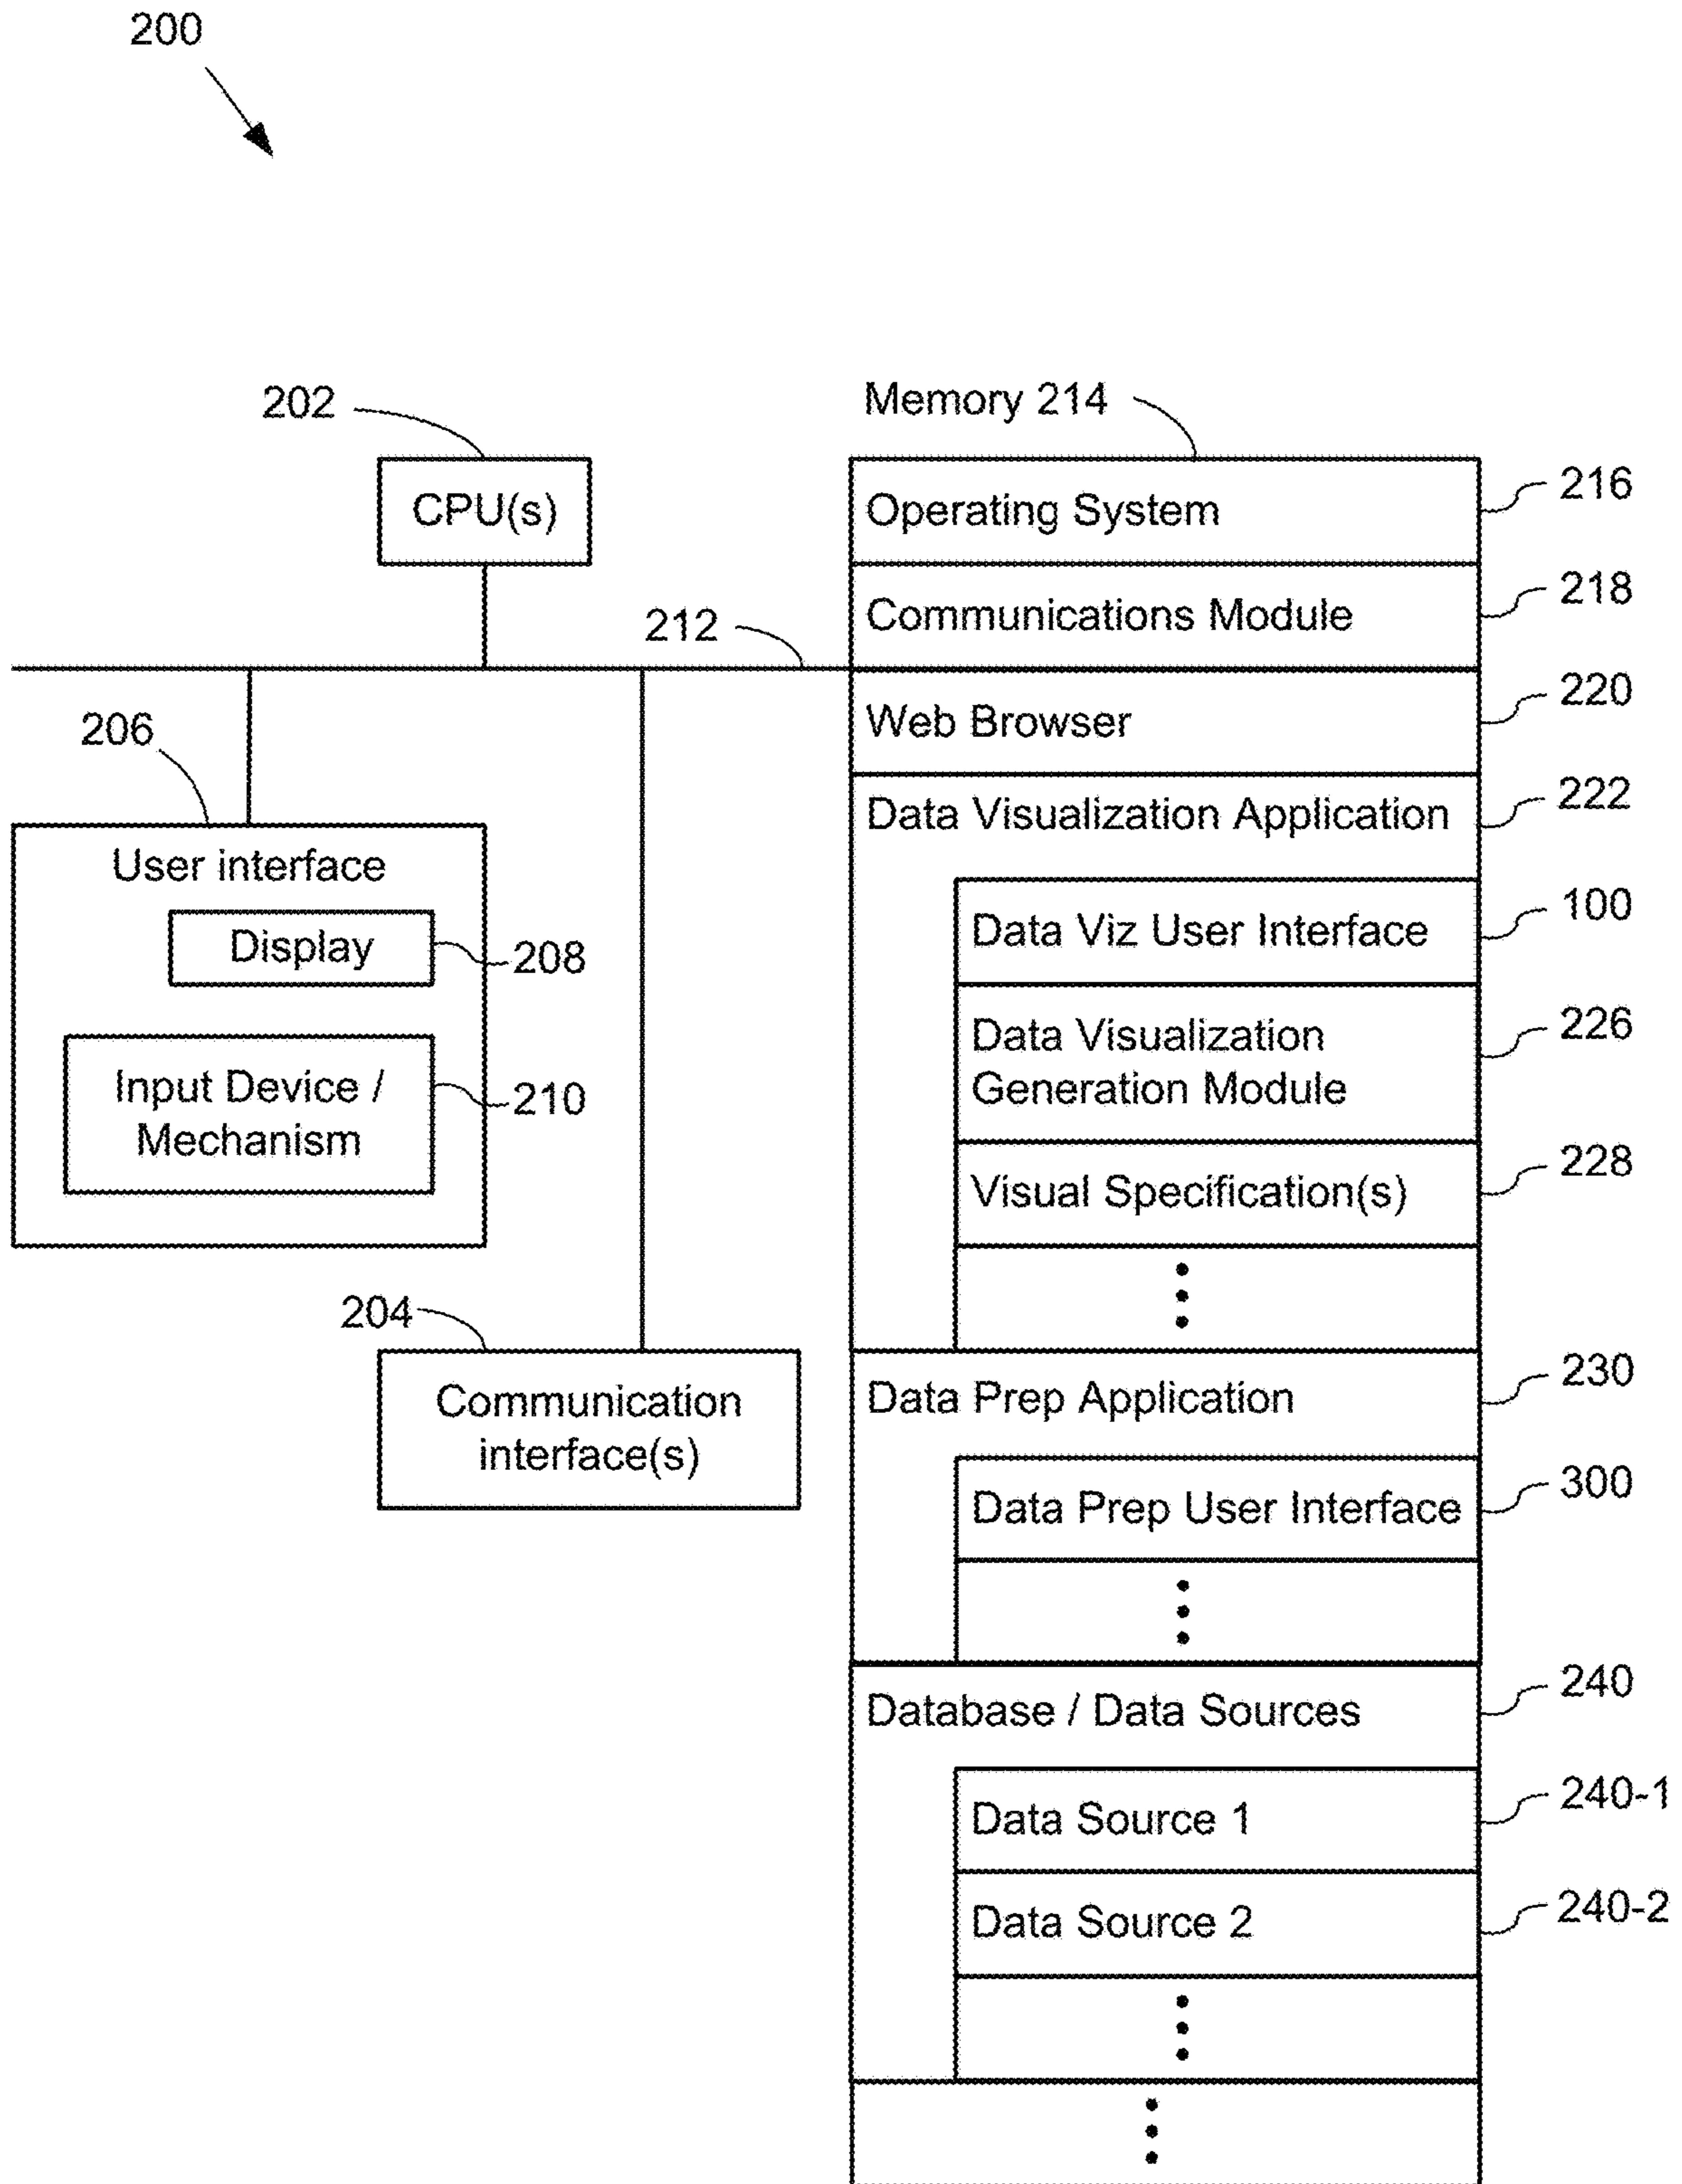 200
202
CPU(s)
212
206
User interface
Display
208
Input Device /
Mechanism
210
204
Communication
interface(s)
Memory 214
Operating System
216
Communications Module
218
Web Browser
220
Data Visualization Application
222
Data Viz User Interface
100
Data Visualization
Generation Module
226
Visual Specification(s)
228
Data Prep Application
230
Data Prep User Interface
300
Database / Data Sources
240
Data Source 1
240-1
Data Source 2
240-2